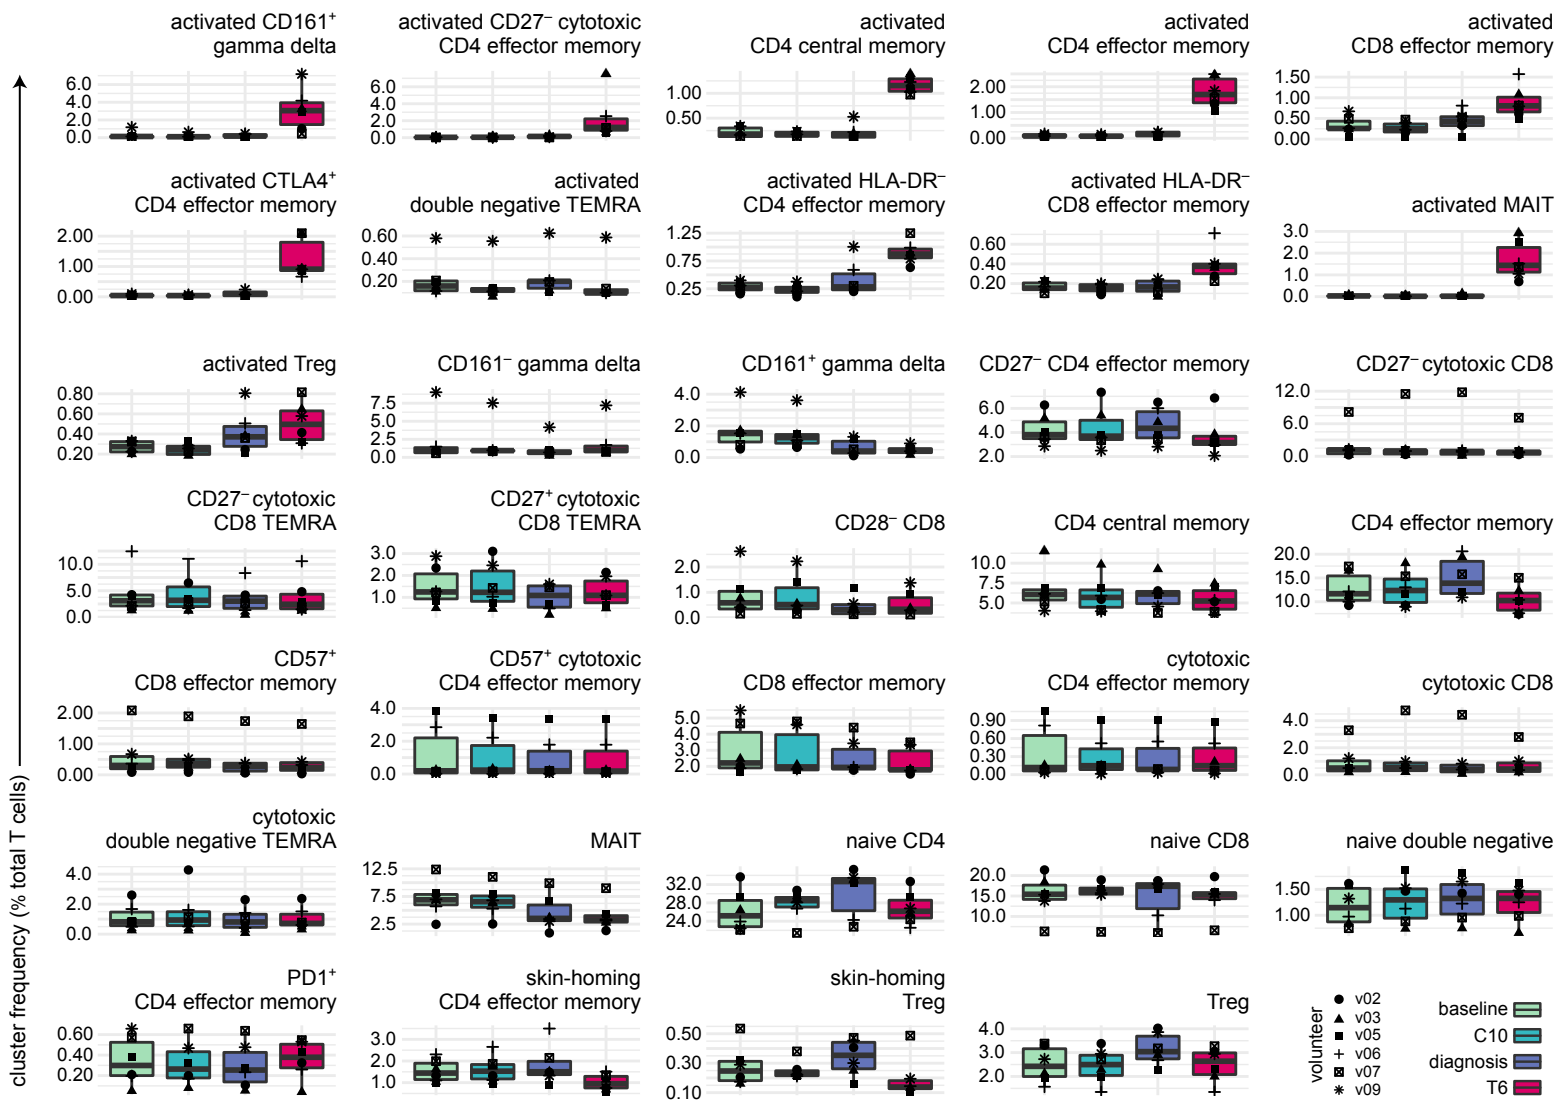 cluster frequency (% total T cells)
activated CD161⁺
gamma delta
6.0
4.0
2.0
0.0
activated CD27⁻ cytotoxic
CD4 effector memory
6.0
4.0
2.0
0.0
activated
CD4 central memory
1.00
0.50
activated
CD4 effector memory
2.00
1.00
0.00
activated
CD8 effector memory
1.50
1.00
0.50
0.00
activated CTLA4⁺
CD4 effector memory
2.00
1.00
0.00
activated
double negative TEMRA
0.60
0.40
0.20
activated HLA-DR⁻
CD4 effector memory
1.25
0.75
0.25
activated HLA-DR⁻
CD8 effector memory
0.60
0.40
0.20
activated MAIT
3.0
2.0
1.0
0.0
activated Treg
0.80
0.60
0.40
0.20
CD161⁻ gamma delta
7.5
5.0
2.5
0.0
CD161⁺ gamma delta
4.0
2.0
0.0
CD27⁻ CD4 effector memory
6.0
4.0
2.0
CD27⁻ cytotoxic CD8
12.0
6.0
0.0
CD27⁻ cytotoxic
CD8 TEMRA
10.0
5.0
0.0
CD27⁺ cytotoxic
CD8 TEMRA
3.0
2.0
1.0
CD28⁻ CD8
2.0
1.0
0.0
CD4 central memory
10.0
7.5
5.0
CD4 effector memory
20.0
15.0
10.0
CD57⁺
CD8 effector memory
2.00
1.00
0.00
CD57⁺ cytotoxic
CD4 effector memory
4.0
2.0
0.0
CD8 effector memory
5.0
4.0
3.0
2.0
cytotoxic
CD4 effector memory
0.90
0.60
0.30
0.00
cytotoxic CD8
4.0
2.0
0.0
cytotoxic
double negative TEMRA
4.0
2.0
0.0
MAIT
12.5
7.5
2.5
naive CD4
32.0
28.0
24.0
naive CD8
20.0
15.0
10.0
naive double negative
1.50
1.00
PD1⁺
CD4 effector memory
0.60
0.40
0.20
skin-homing
CD4 effector memory
3.0
2.0
1.0
skin-homing
Treg
0.50
0.30
0.10
Treg
4.0
3.0
2.0
volunteer
v02
v03
v05
v06
v07
v09
baseline
C10
diagnosis
T6